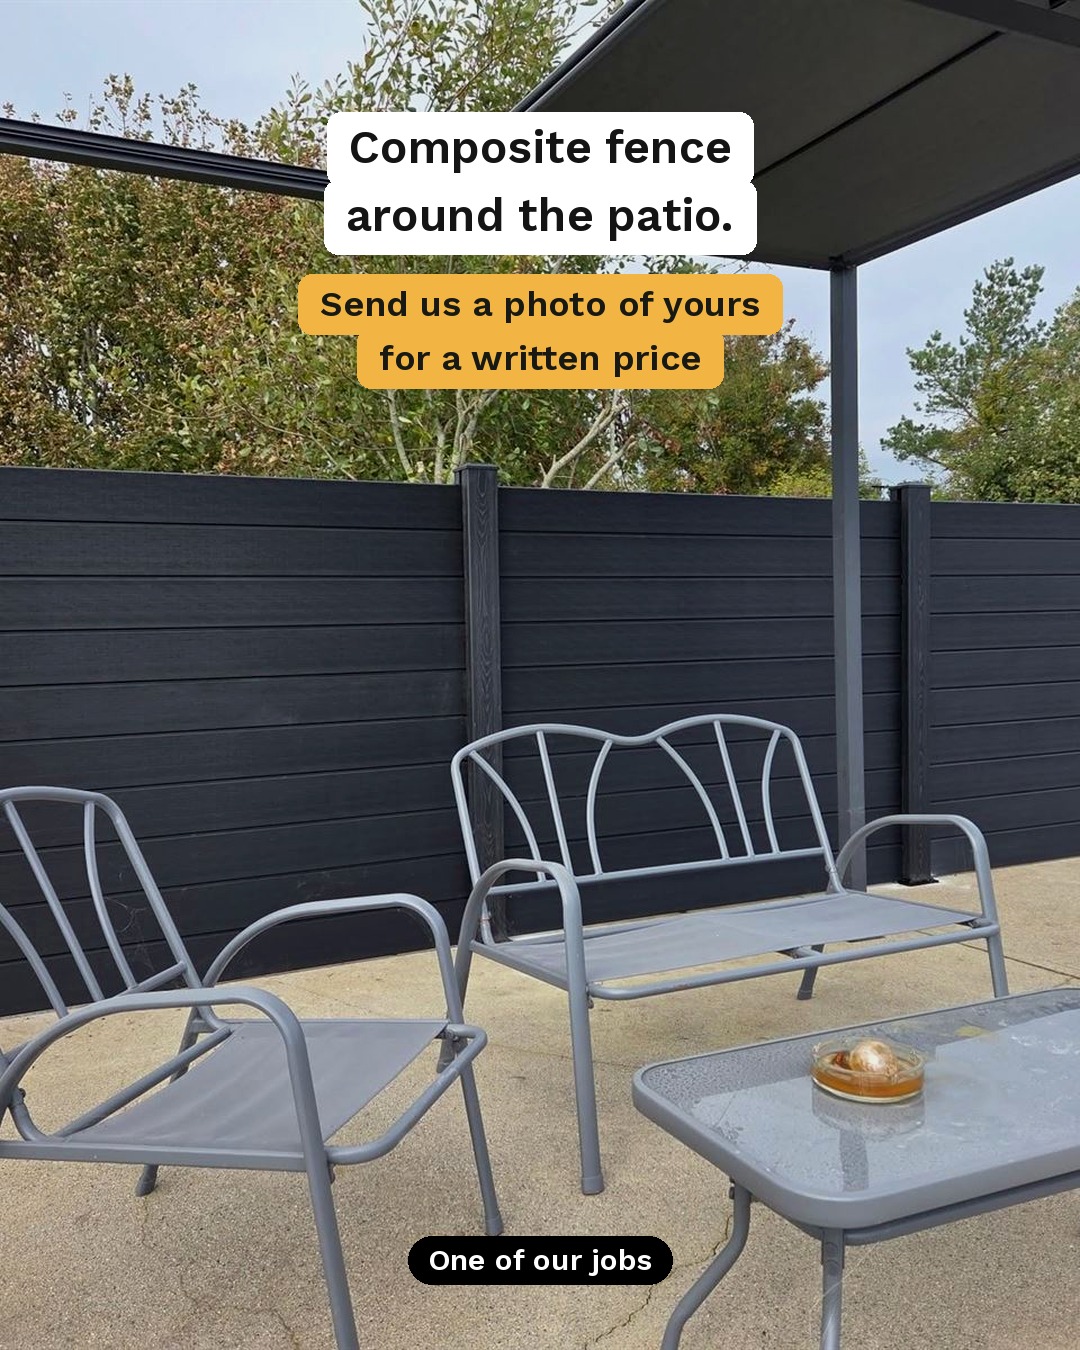 Composite fence
around the patio.
Send us a photo of yours
for a written price
One of our jobs